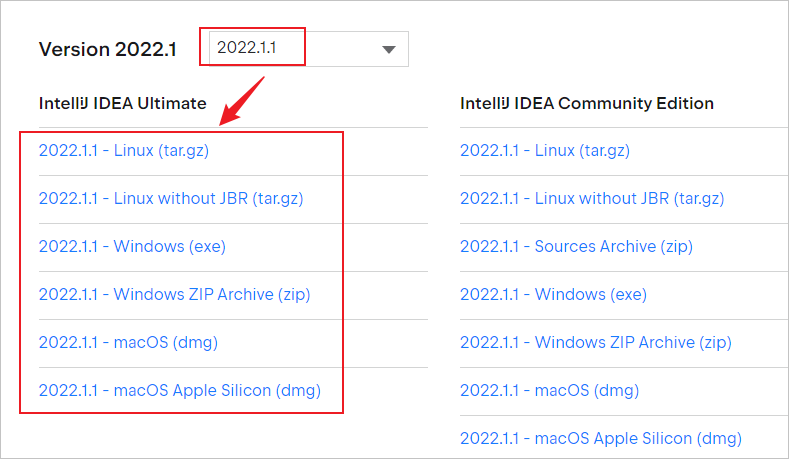 Version 2022.1
2022.1.1
IntelliJ IDEA Ultimate
2022.1.1 - Linux (tar.gz)
2022.1.1 - Linux without JBR (tar.gz)
2022.1.1 - Windows (exe)
2022.1.1 - Windows ZIP Archive (zip)
2022.1.1 - macOS (dmg)
2022.1.1 - macOS Apple Silicon (dmg)
IntelliJ IDEA Community Edition
2022.1.1 - Linux (tar.gz)
2022.1.1 - Linux without JBR (tar.gz)
2022.1.1 - Sources Archive (zip)
2022.1.1 - Windows (exe)
2022.1.1 - Windows ZIP Archive (zip)
2022.1.1 - macOS (dmg)
2022.1.1 - macOS Apple Silicon (dmg)